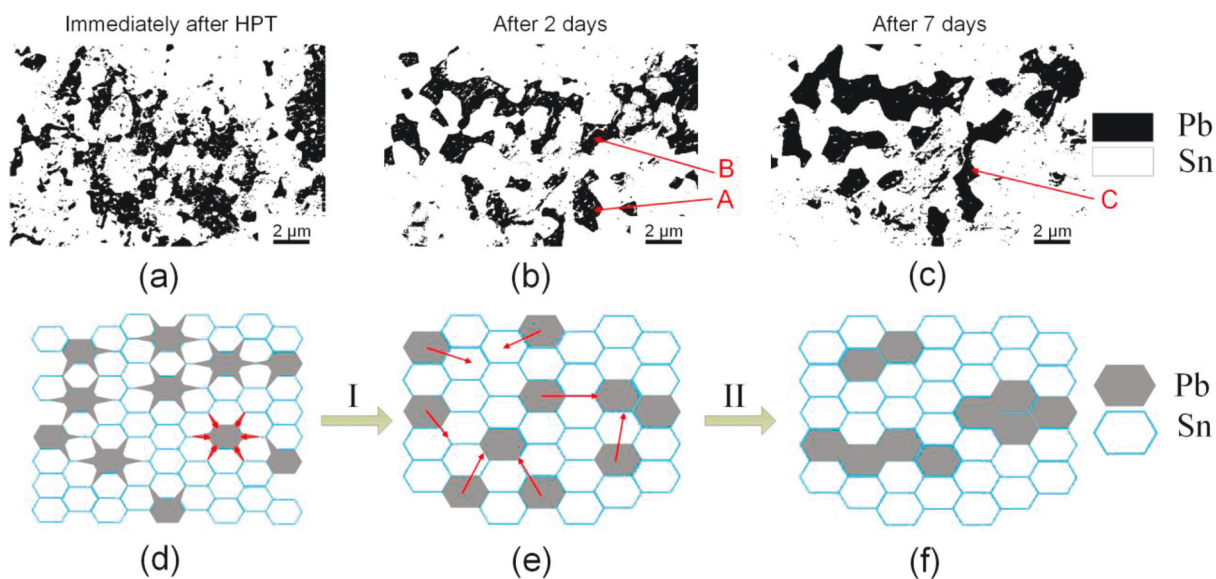 Immediately after HPT
After 2 days
After 7 days
Pb
Sn
B
A
C
2 μm
2 μm
2 μm
(a)
(b)
(c)
I
II
Pb
Sn
(d)
(e)
(f)